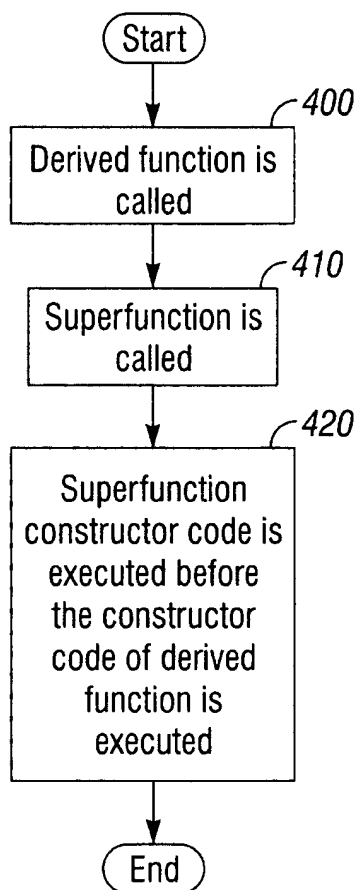 Start
400
Derived function is
called
410
Superfunction is
called
420
Superfunction
constructor code is
executed before
the constructor
code of derived
function is
executed
End